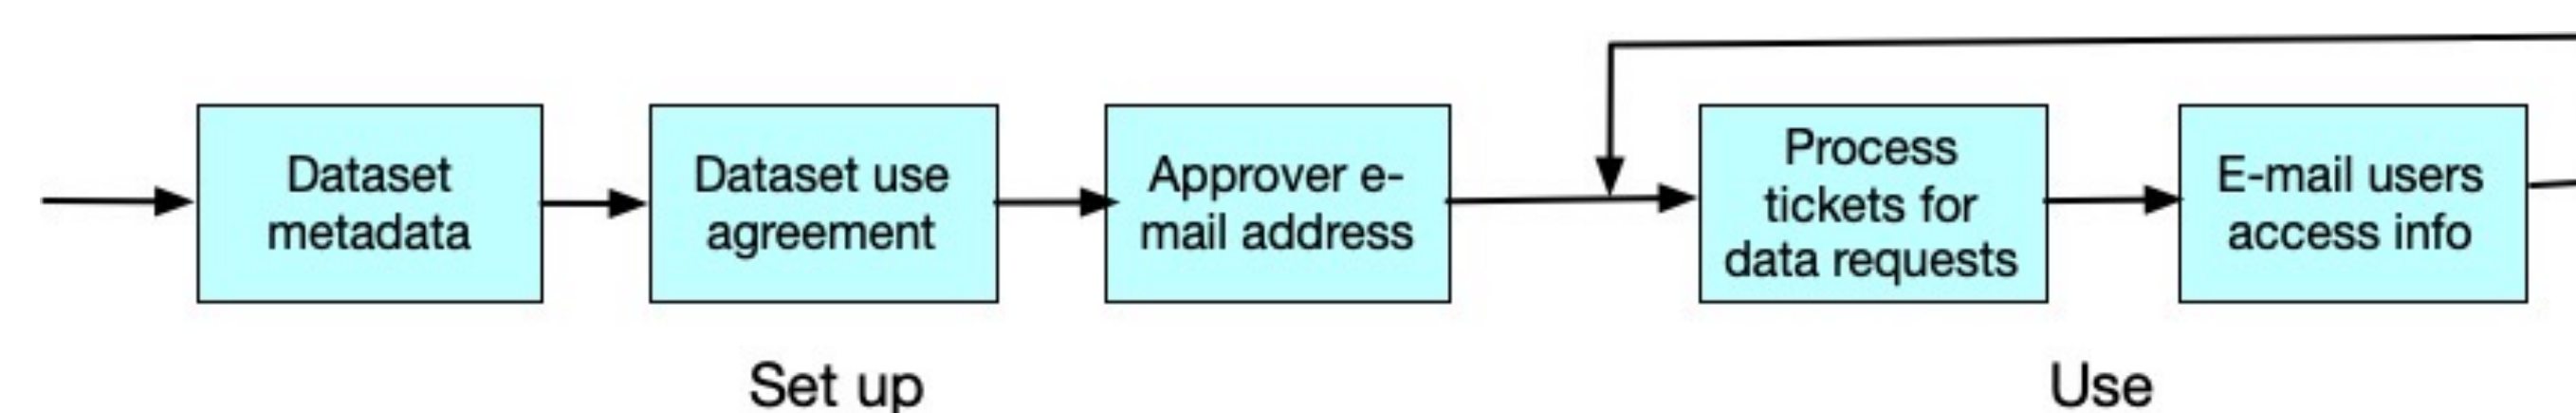 Dataset
metadata
Dataset use
agreement
Approver e-
mail address
Process
tickets for
data requests
E-mail users
access info
Set up
Use